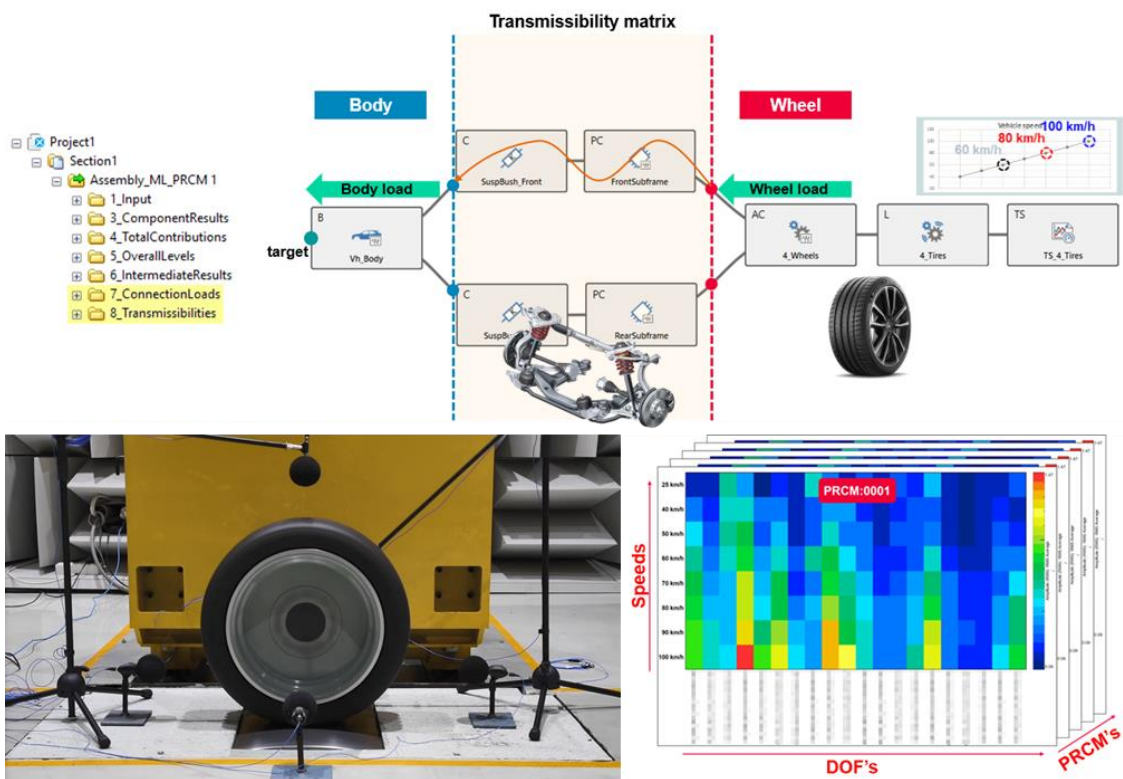 Transmissibility matrix
Body
Wheel
Project1
Section1
Assembly_ML_PRCM 1
1_Input
3_ComponentResults
4_TotalContributions
5_OverallLevels
6_IntermediateResults
7_ConnectionLoads
8_Transmissibilities
C
SuspBush_Front
PC
FrontSubframe
Vehicle speed
100 km/h
80 km/h
60 km/h
Body load
Wheel load
target
B
Vh_Body
AC
4_Wheels
L
4_Tires
TS
TS_4_Tires
C
PC
RearSubframe
PRCM:0001
Speeds
25 km/h
40 km/h
50 km/h
60 km/h
70 km/h
80 km/h
90 km/h
100 km/h
DOF's
PRCM's